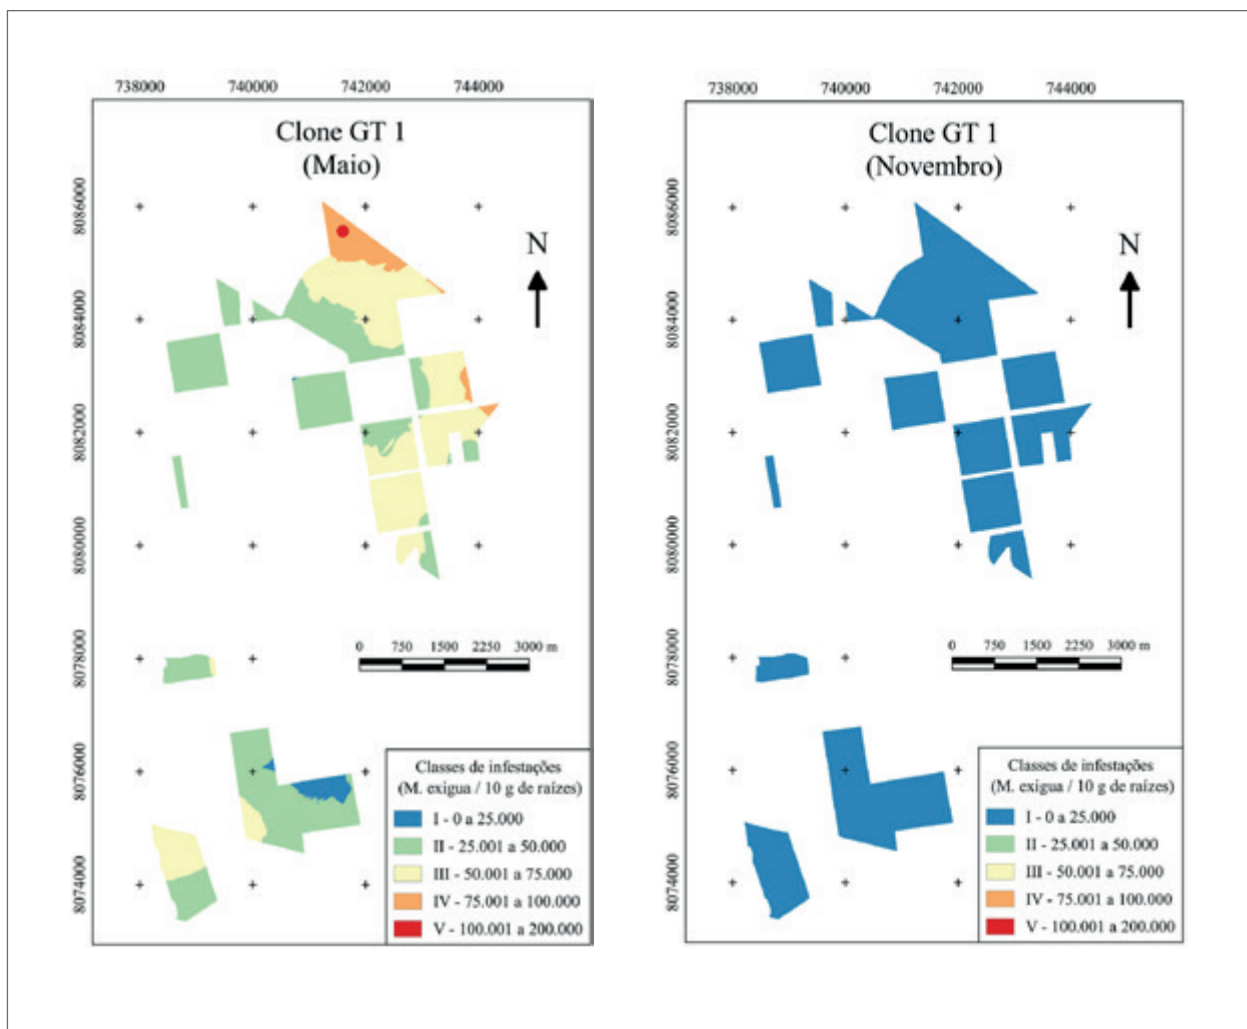 738000 740000 742000 744000
Clone GT 1
(Maio)
8086000
N
8084000
8082000
8080000
8078000
0 750 1500 2250 3000 m
8076000
8074000
Classes de infestações
(M. exigua / 10 g de raízes)
I - 0 a 25.000
II - 25.001 a 50.000
III - 50.001 a 75.000
IV - 75.001 a 100.000
V - 100.001 a 200.000
738000 740000 742000 744000
Clone GT 1
(Novembro)
8086000
N
8084000
8082000
8080000
8078000
0 750 1500 2250 3000 m
8076000
8074000
Classes de infestações
(M. exigua / 10 g de raízes)
I - 0 a 25.000
II - 25.001 a 50.000
III - 50.001 a 75.000
IV - 75.001 a 100.000
V - 100.001 a 200.000